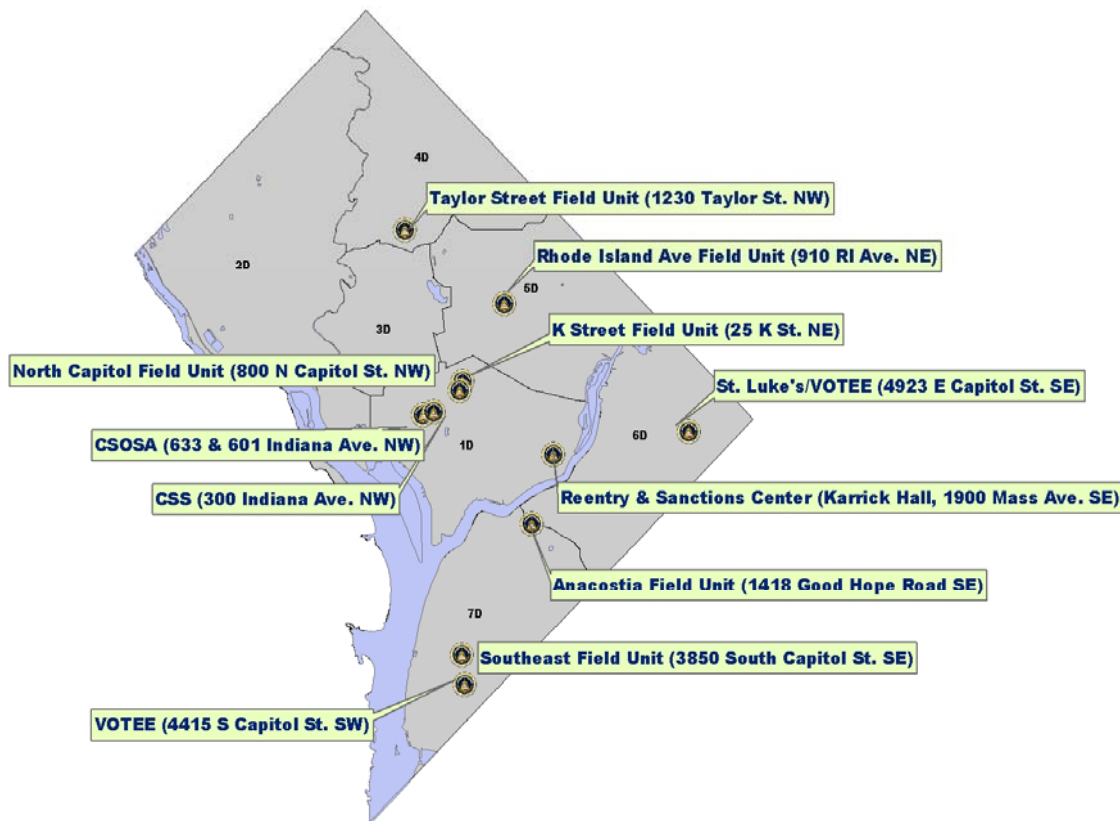 4D
Taylor Street Field Unit (1230 Taylor St. NW)
Rhode Island Ave Field Unit (910 RI Ave. NE)
2D
5D
3D
K Street Field Unit (25 K St. NE)
North Capitol Field Unit (800 N Capitol St. NW)
St. Luke's/VOTEE (4923 E Capitol St. SE)
6D
CSOSA (633 & 601 Indiana Ave. NW)
1D
CSS (300 Indiana Ave. NW)
Reentry & Sanctions Center (Karrick Hall, 1900 Mass Ave. SE)
Anacostia Field Unit (1418 Good Hope Road SE)
7D
Southeast Field Unit (3850 South Capitol St. SE)
VOTEE (4415 S Capitol St. SW)